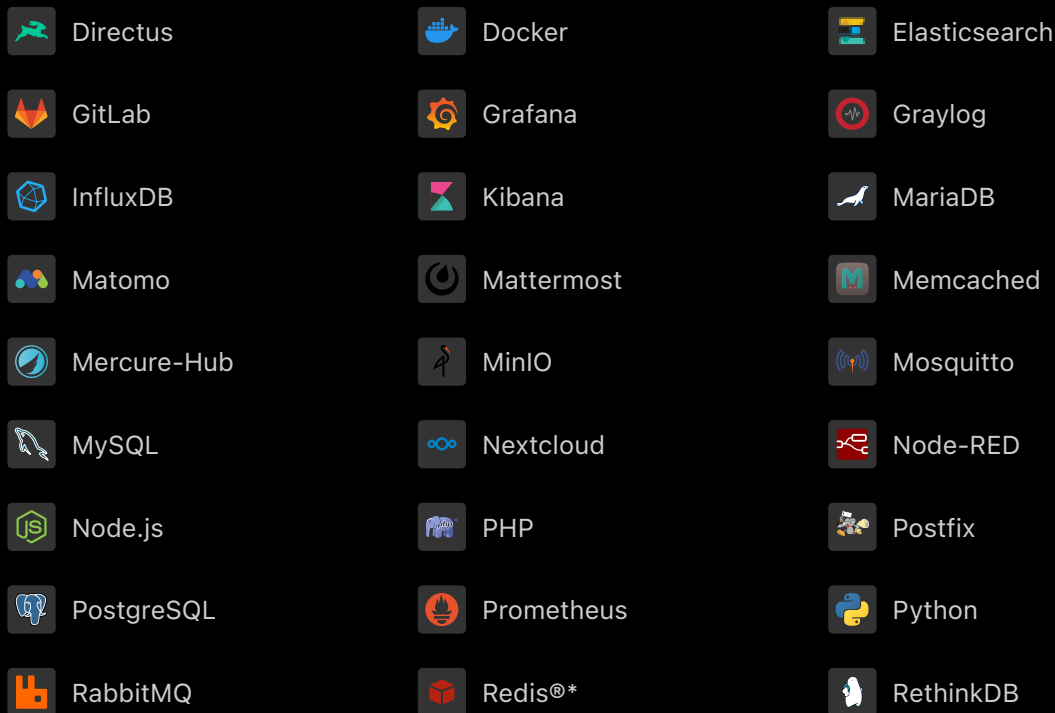 Directus
Docker
Elasticsearch
GitLab
Grafana
Graylog
InfluxDB
Kibana
MariaDB
Matomo
Mattermost
Memcached
Mercure-Hub
MinIO
Mosquitto
MySQL
Nextcloud
Node-RED
Node.js
PHP
Postfix
PostgreSQL
Prometheus
Python
RabbitMQ
Redis®*
RethinkDB